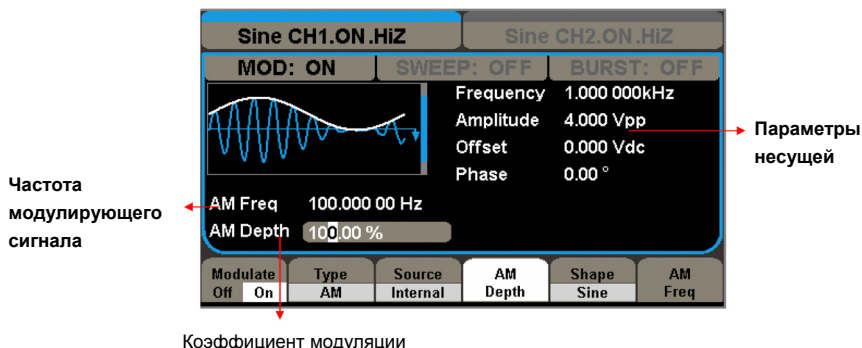 Sine CH1.ON.HiZ
Sine CH2.ON.HiZ
MOD: ON
SWEEP: OFF
BURST: OFF
Frequency 1.000 000kHz
Amplitude 4.000 Vpp
Offset 0.000 Vdc
Phase 0.00 °
Параметры
несущей
Частота
модулирующего
сигнала
AM Freq 100.000 00 Hz
AM Depth 100.00 %
Modulate
Off On
Type
AM
Source
Internal
AM
Depth
Shape
Sine
AM
Freq
Коэффициент модуляции